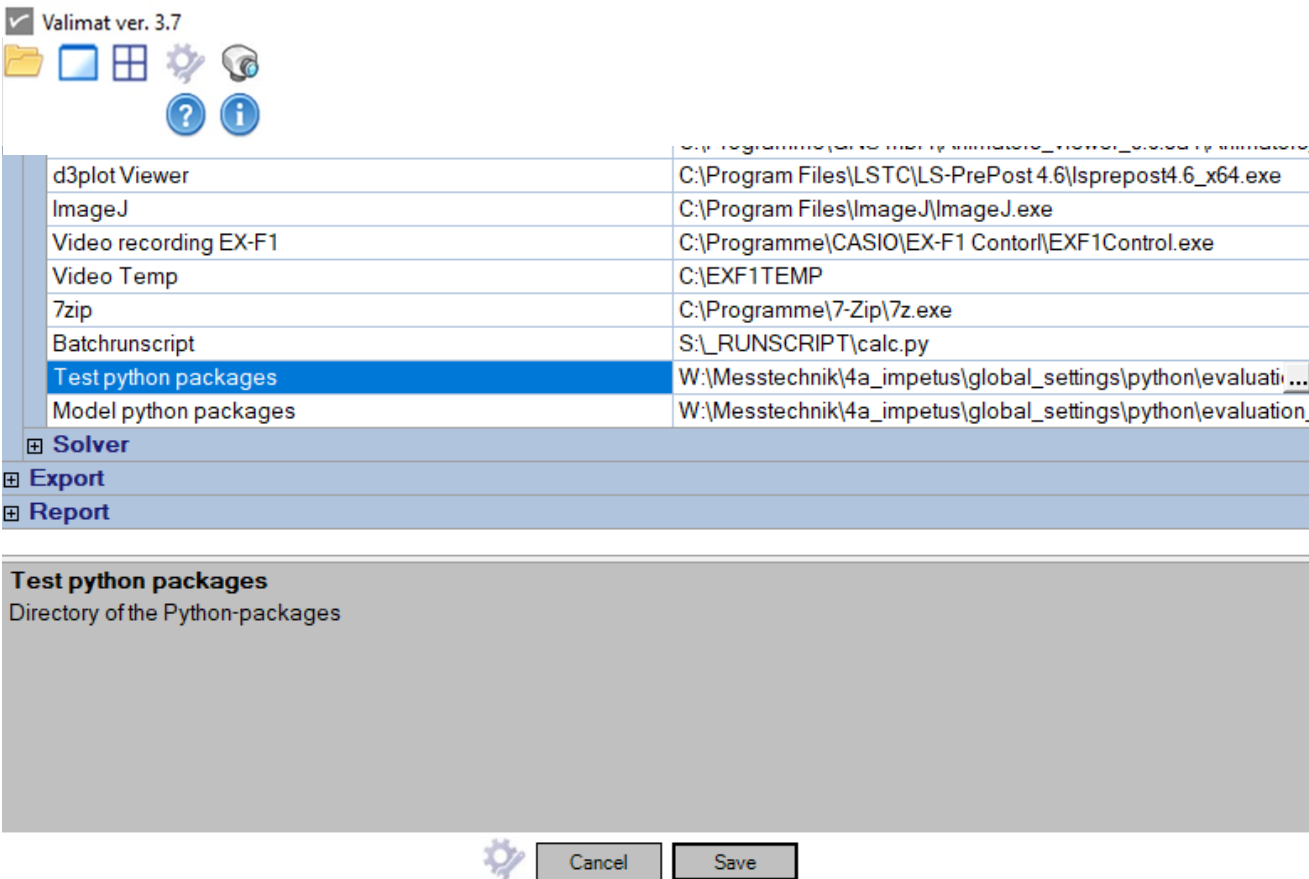 Valimat ver. 3.7
d3plot Viewer C:\Program Files\LSTC\LS-PrePost 4.6\lsprepost4.6_x64.exe
ImageJ C:\Program Files\ImageJ\ImageJ.exe
Video recording EX-F1 C:\Programme\CASIO\EX-F1 Contorl\EXF1Control.exe
Video Temp C:\EXF1TEMP
7zip C:\Programme\7-Zip\7z.exe
Batchrunscript S:\_RUNSCRIPT\calc.py
Test python packages W:\Messtechnik\4a_impetus\global_settings\python\evaluati ...
Model python packages W:\Messtechnik\4a_impetus\global_settings\python\evaluation_
Solver
Export
Report
Test python packages
Directory of the Python-packages
Cancel Save